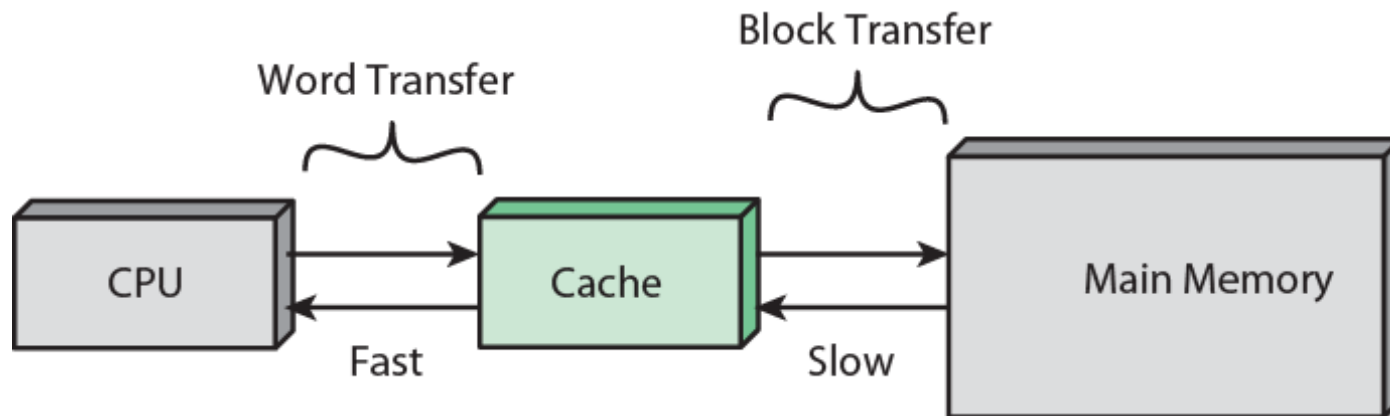 Block Transfer
Word Transfer
CPU
Cache
Main Memory
Fast
Slow